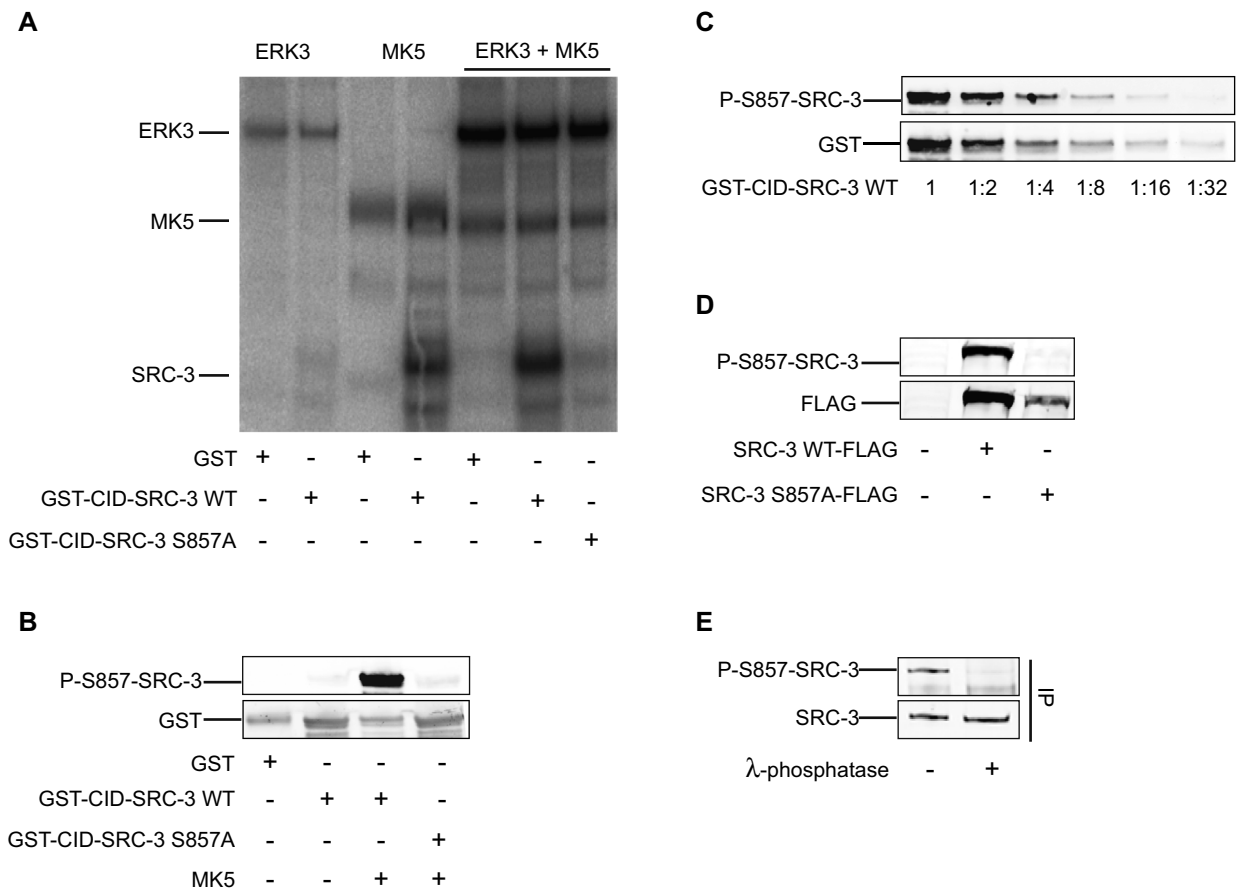 A
ERK3 MK5 ERK3 + MK5
ERK3
MK5
SRC-3
GST + - + - + - -
GST-CID-SRC-3 WT - + - + - + -
GST-CID-SRC-3 S857A - - - - - - +
B
P-S857-SRC-3
GST
GST + - - -
GST-CID-SRC-3 WT - + + -
GST-CID-SRC-3 S857A - - - +
MK5 - - + +
C
P-S857-SRC-3
GST
GST-CID-SRC-3 WT 1 1:2 1:4 1:8 1:16 1:32
D
P-S857-SRC-3
FLAG
SRC-3 WT-FLAG - + -
SRC-3 S857A-FLAG - - +
E
P-S857-SRC-3
SRC-3
IP
λ-phosphatase - +